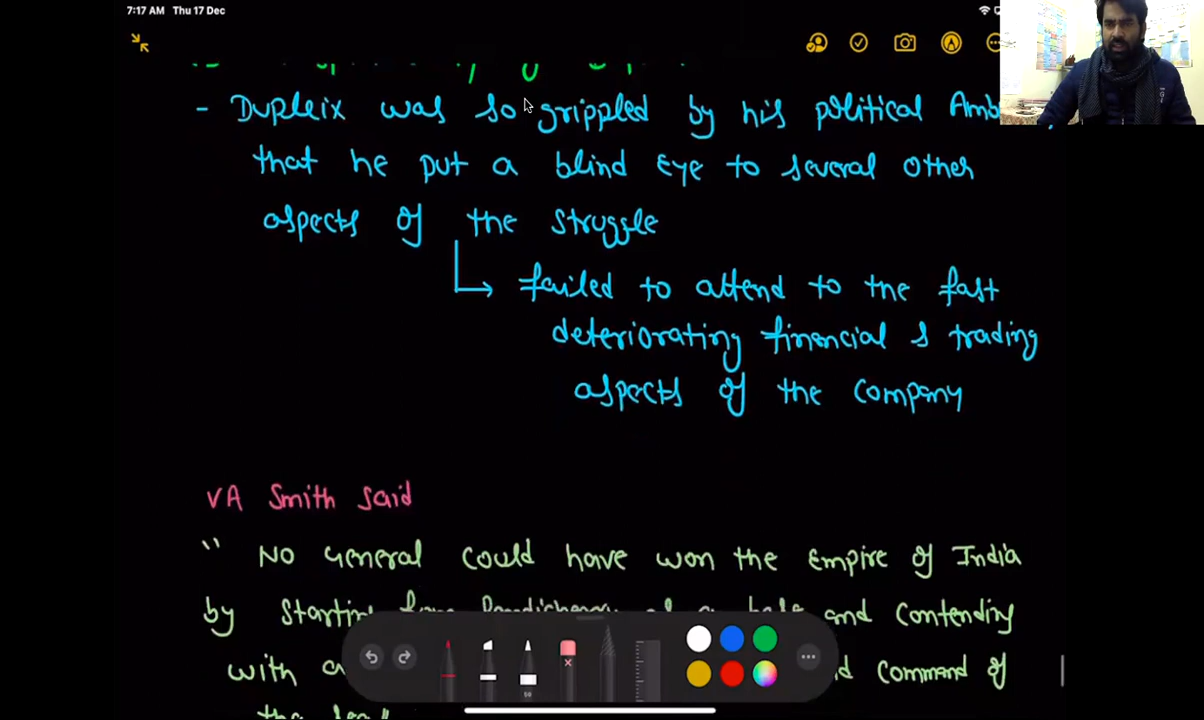 7:17 AM Thu 17 Dec
- Dupleix was so grippled by his political
that he put a blind Eye to several other
aspects of the struggle
failed to attend to the fast
deteriorating financial & trading
aspects of the company
VA Smith said
" No General could have won the Empire of India
by and contending
with command of